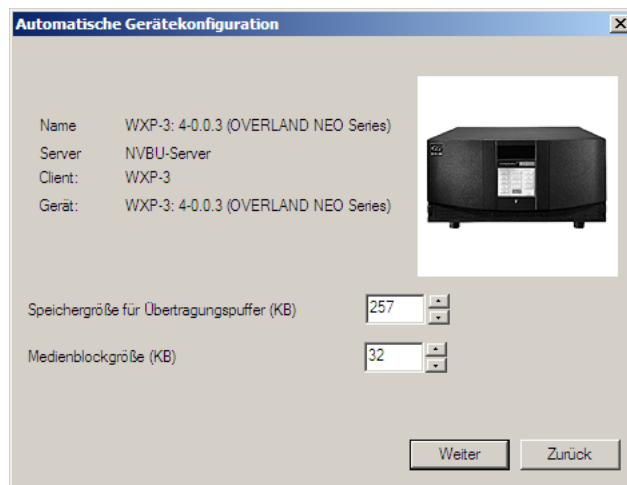 Automatische Gerätekonfiguration
Name WXP-3: 4-0.0.3 (OVERLAND NEO Series)
Server NVBU-Server
Client: WXP-3
Gerät: WXP-3: 4-0.0.3 (OVERLAND NEO Series)
Speichergröße für Übertragungspuffer (KB) 257
Medienblockgröße (KB) 32
Weiter Zurück